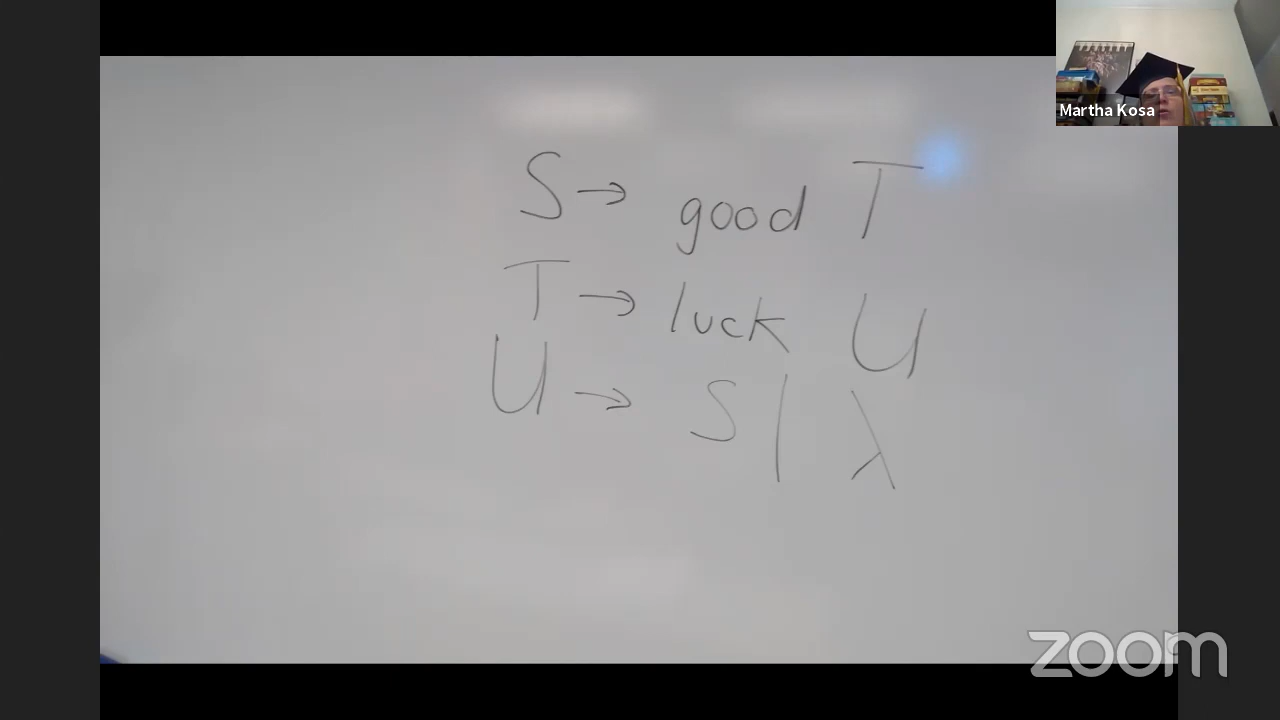 Martha Kosa
S → good T
T → luck U
U → S | λ
zoom